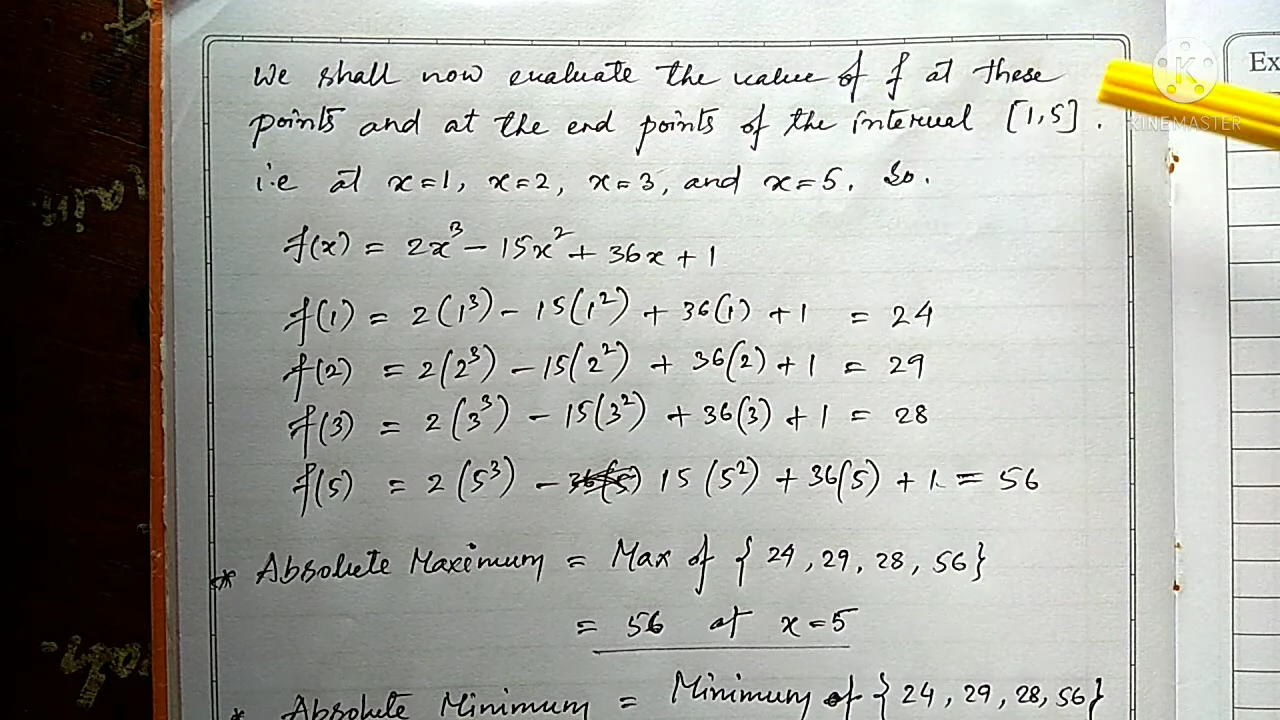 We shall now evaluate the value of f at these
points and at the end points of the interval [1,5].
i.e at x=1, x=2, x=3, and x=5. So.
f(x) = 2x³ - 15x² + 36x + 1
f(1) = 2(1³) - 15(1²) + 36(1) + 1 = 24
f(2) = 2(2³) - 15(2²) + 36(2) + 1 = 29
f(3) = 2(3³) - 15(3²) + 36(3) + 1 = 28
f(5) = 2(5³) - 15(5²) + 36(5) + 1 = 56
* Absolute Maximum = Max of {24, 29, 28, 56}
= 56 at x=5
* Absolute Minimum = Minimum of {24, 29, 28, 56}
K
KINEMASTER
Ex